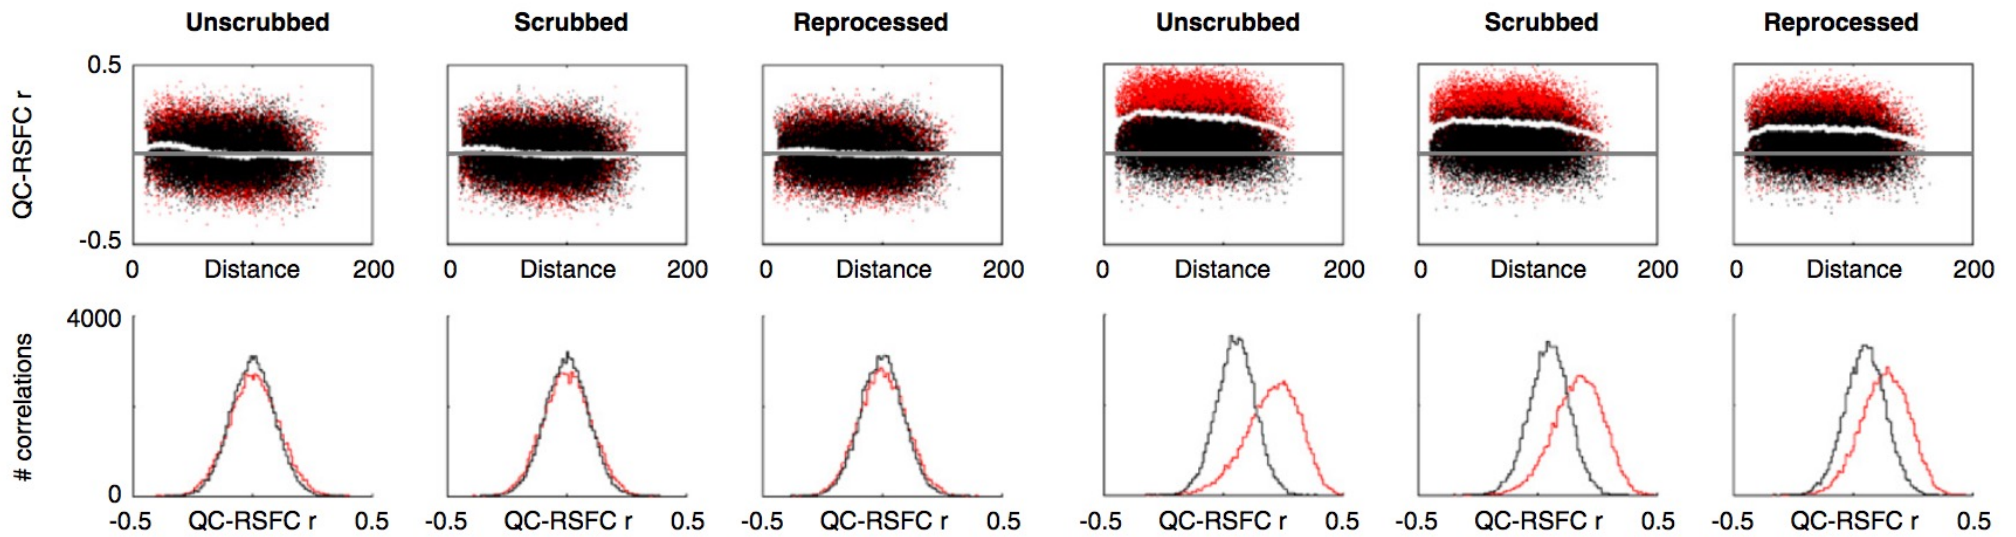 Unscrubbed Scrubbed Reprocessed Unscrubbed Scrubbed Reprocessed
0.5
QC-RSFC r
-0.5
0 Distance 200 0 Distance 200 0 Distance 200 0 Distance 200 0 Distance 200 0 Distance 200
4000
# correlations
0
-0.5 QC-RSFC r 0.5 -0.5 QC-RSFC r 0.5 -0.5 QC-RSFC r 0.5 -0.5 QC-RSFC r 0.5 -0.5 QC-RSFC r 0.5 -0.5 QC-RSFC r 0.5